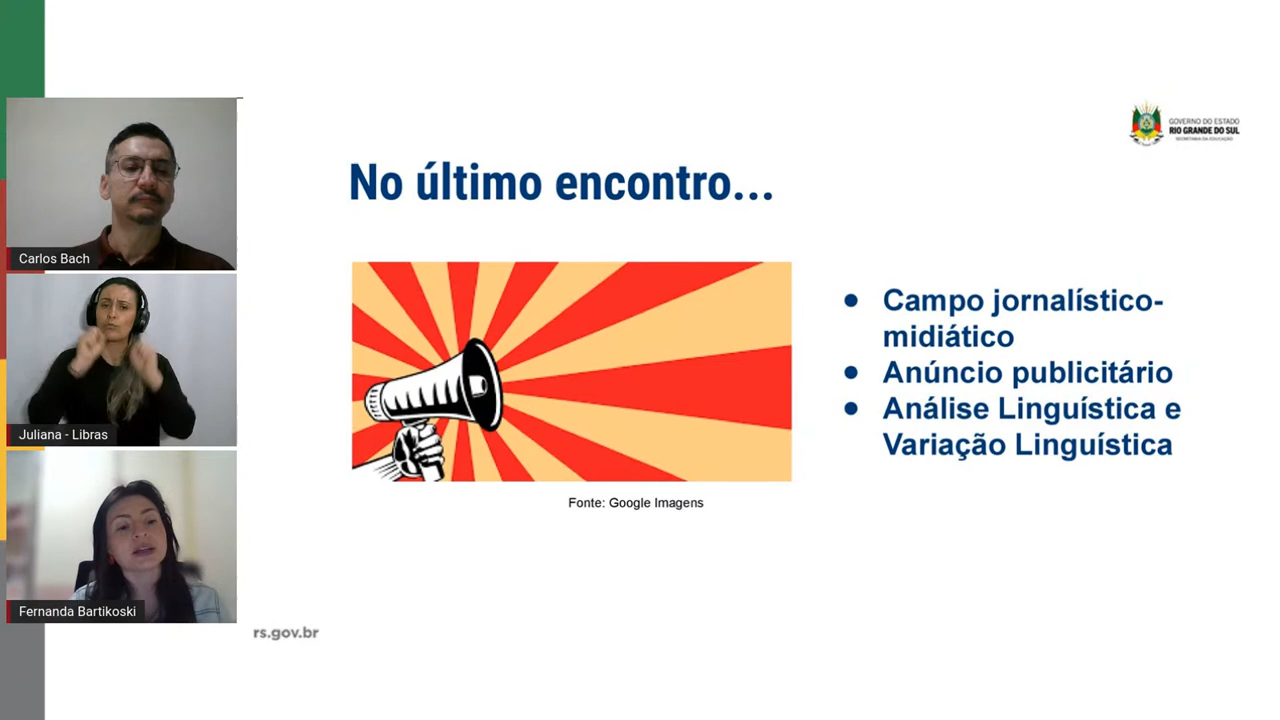 GOVERNO DO ESTADO
RIO GRANDE DO SUL
SECRETARIA DA EDUCAÇÃO
No último encontro...
Carlos Bach
Juliana - Libras
Fernanda Bartikoski
Campo jornalístico-
midiático
Anúncio publicitário
Análise Linguística e
Variação Linguística
Fonte: Google Imagens
rs.gov.br